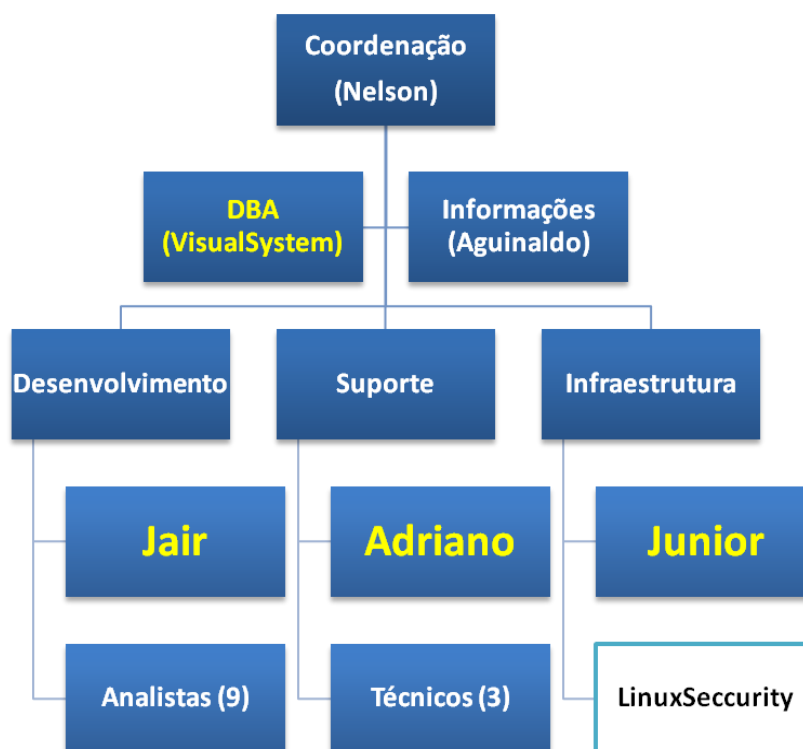 Coordenação
(Nelson)
DBA
(VisualSystem)
Informações
(Aguinaldo)
Desenvolvimento
Suporte
Infraestrutura
Jair
Adriano
Junior
Analistas (9)
Técnicos (3)
LinuxSeccurity